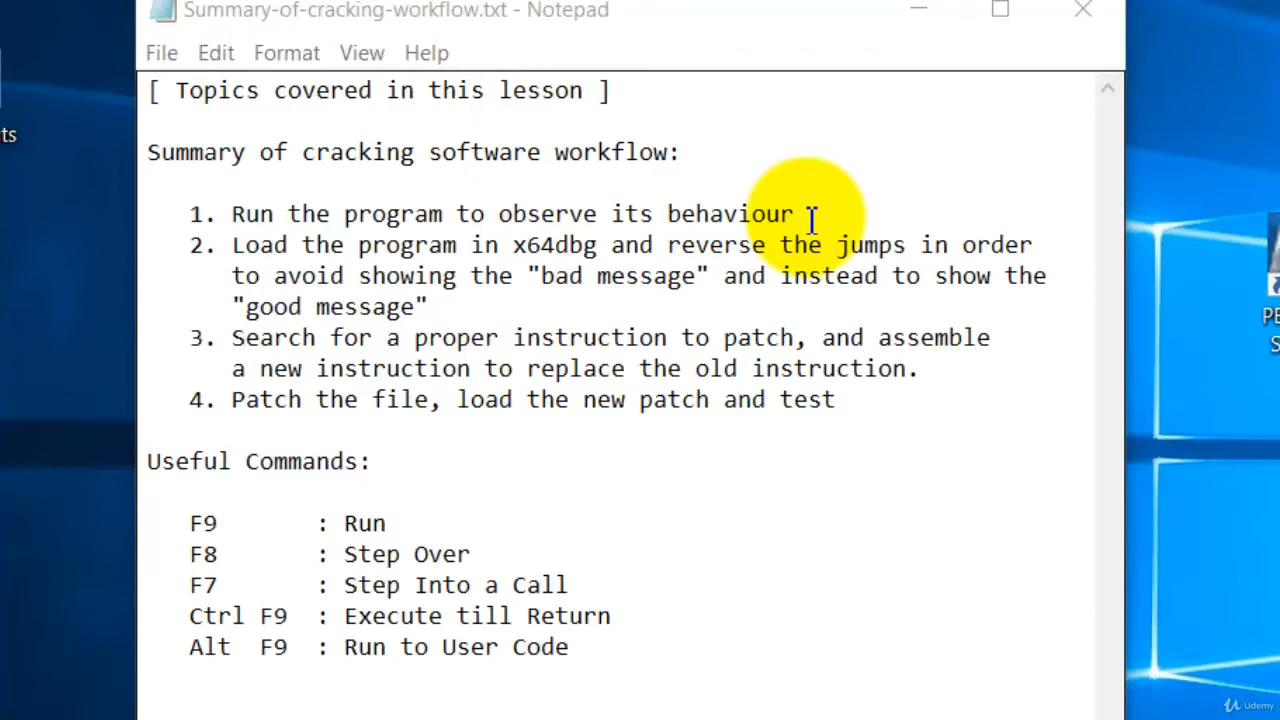 Summary-of-cracking-workflow.txt - Notepad
File Edit Format View Help
[ Topics covered in this lesson ]
Summary of cracking software workflow:
1. Run the program to observe its behaviour
2. Load the program in x64dbg and reverse the jumps in order
to avoid showing the "bad message" and instead to show the
"good message"
3. Search for a proper instruction to patch, and assemble
a new instruction to replace the old instruction.
4. Patch the file, load the new patch and test
Useful Commands:
F9 : Run
F8 : Step Over
F7 : Step Into a Call
Ctrl F9 : Execute till Return
Alt F9 : Run to User Code
ts
PE
S
Udemy